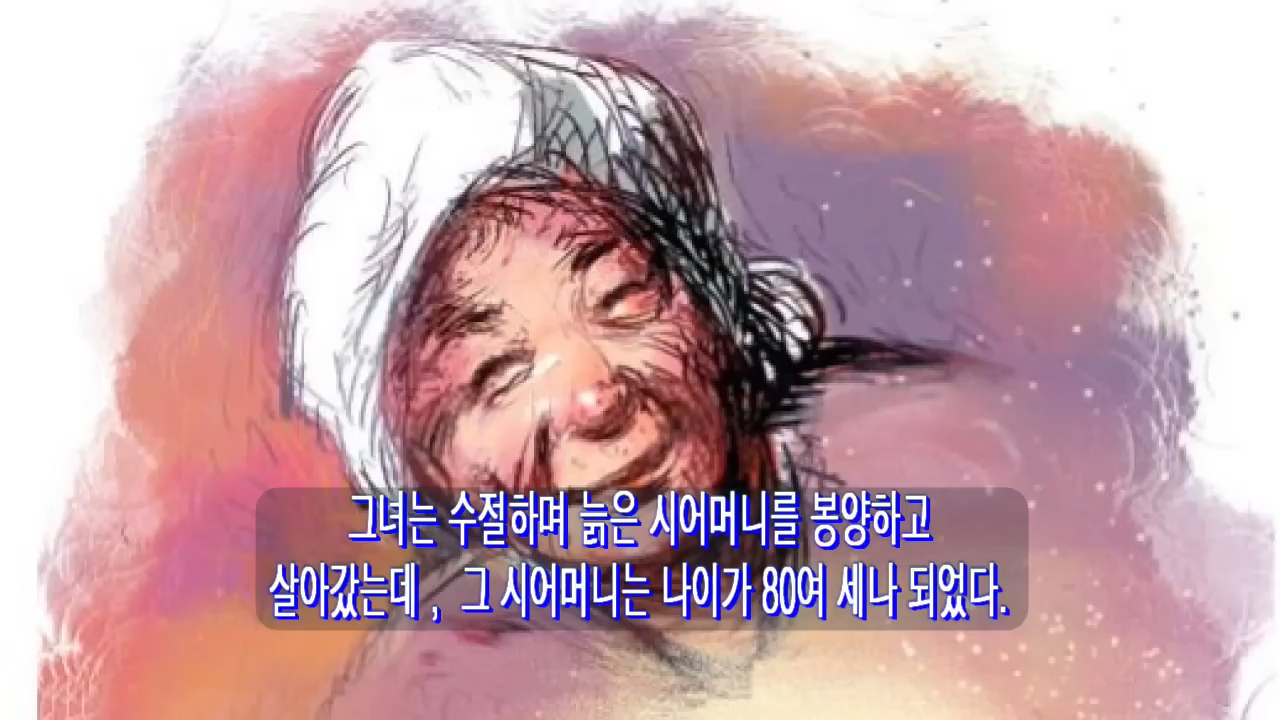 그녀는 수절하며 늙은 시어머니를 봉양하고
살아갔는데 , 그 시어머니는 나이가 80여 세나 되었다.